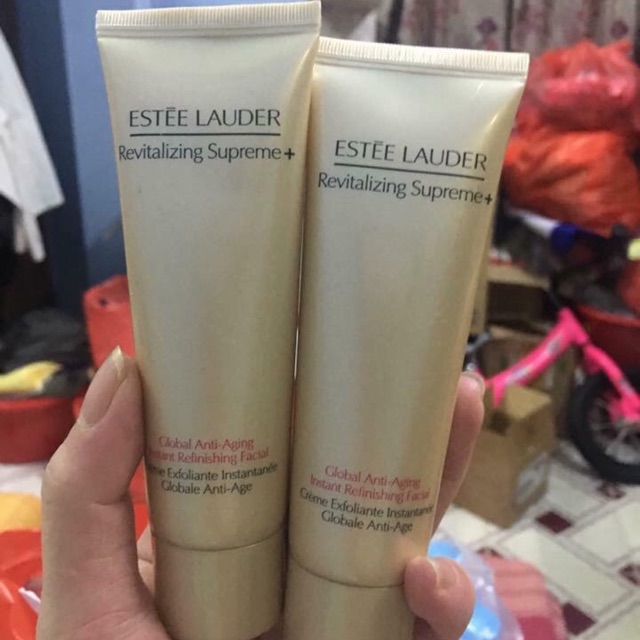 ESTĒE LAUDER
Revitalizing Supreme+
Global Anti-Aging
Instant Refinishing Facial
Crème Exfoliante Instantanée
Globale Anti-Age
ESTĒE LAUDER
Revitalizing Supreme+
Global Anti-Aging
Instant Refinishing Facial
Crème Exfoliante Instantanée
Globale Anti-Age